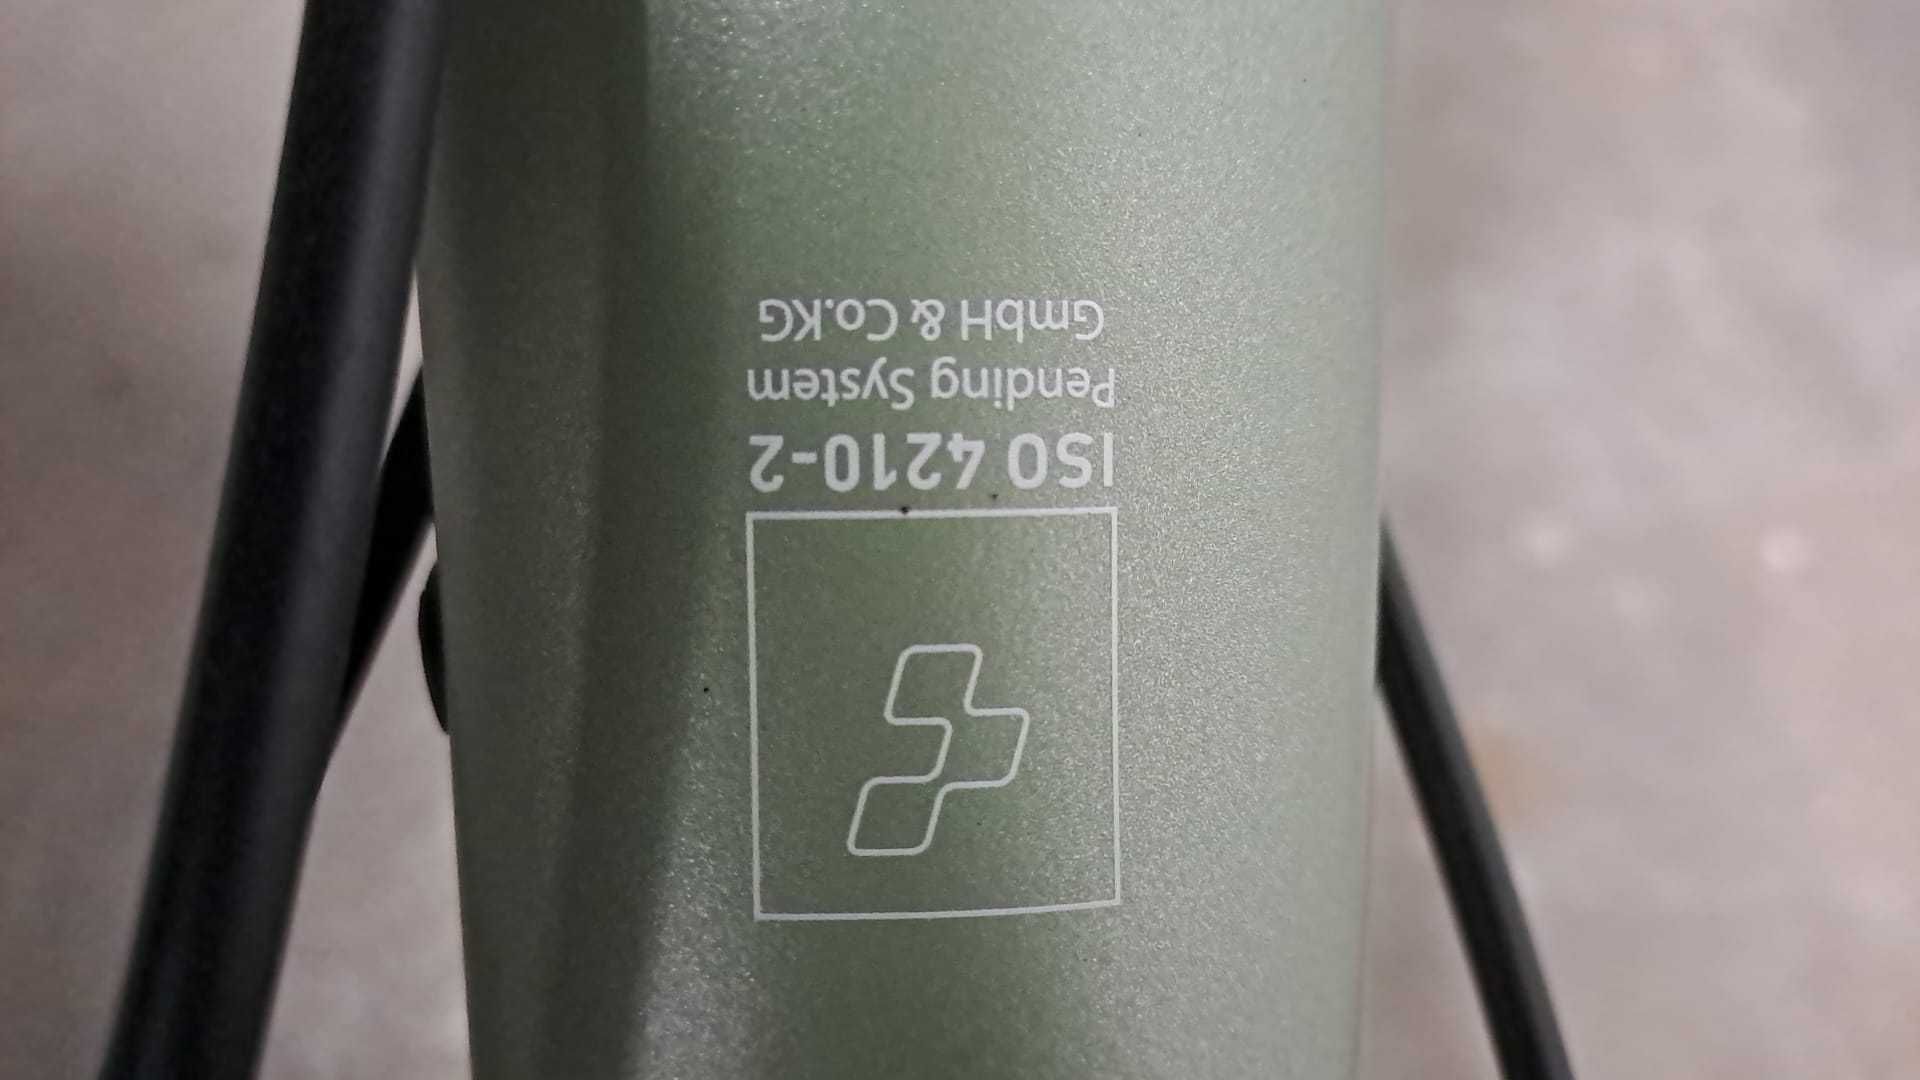 ISO 4210-2
Pending System
GmbH & Co.KG